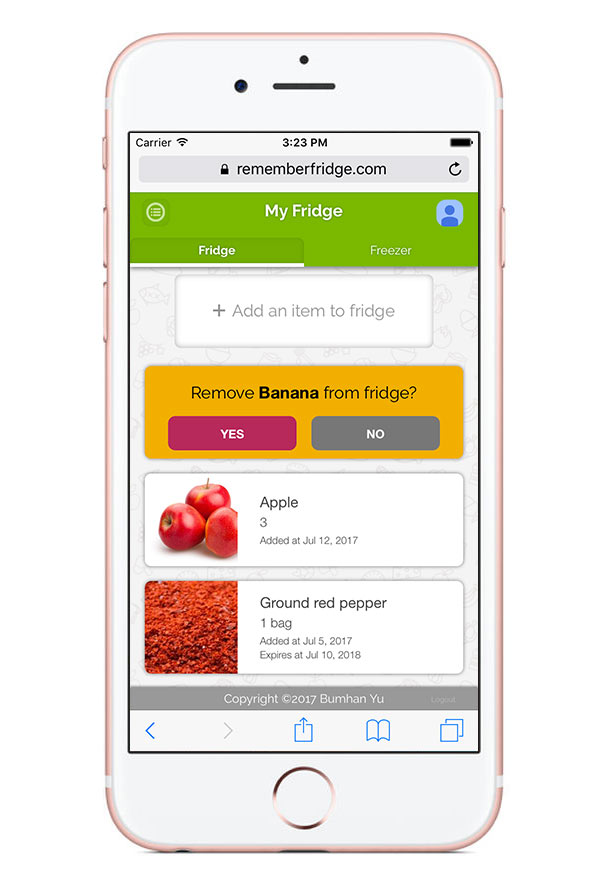 Carrier 3:23 PM
rememberfridge.com
My Fridge
Fridge Freezer
+ Add an item to fridge
Remove Banana from fridge?
YES NO
Apple
3
Added at Jul 12, 2017
Ground red pepper
1 bag
Added at Jul 5, 2017
Expires at Jul 10, 2018
Copyright ©2017 Bumhan Yu Logout